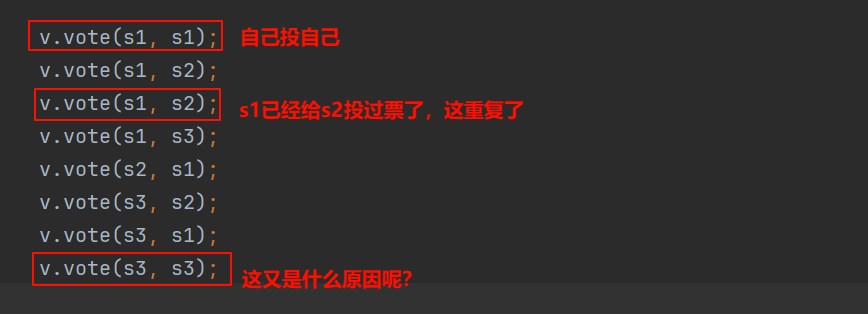 v.vote(s1, s1); 自己投自己
v.vote(s1, s2);
v.vote(s1, s2); s1已经给s2投过票了，这重复了
v.vote(s1, s3);
v.vote(s2, s1);
v.vote(s3, s2);
v.vote(s3, s1);
v.vote(s3, s3); 这又是什么原因呢？